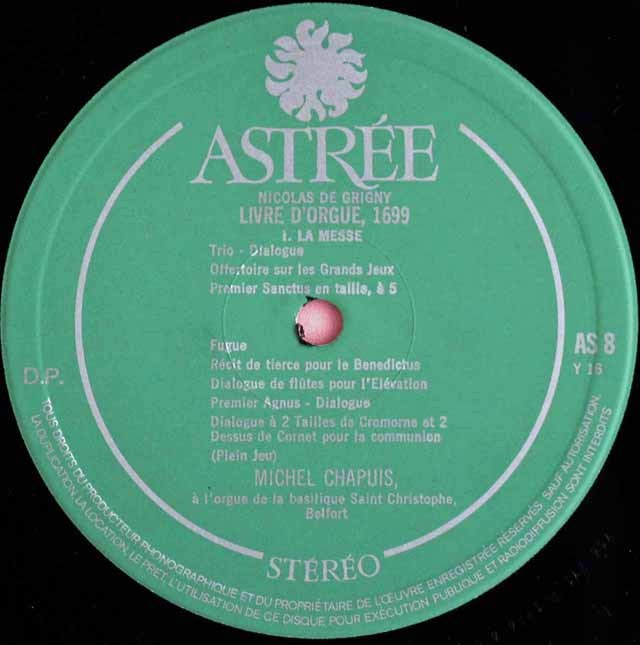 ASTRÉE
NICOLAS DE GRIGNY
LIVRE D'ORGUE, 1699
I. LA MESSE
Trio - Dialogue
Offertoire sur les Grands Jeux
Premier Sanctus en taille, à 5
Fugue
Récit de tierce pour le Benedictus
Dialogue de flûtes pour l'Elévation
Premier Agnus - Dialogue
Dialogue à 2 Tailles de Cromorne et 2
Dessus de Cornet pour la communion
(Plein Jeu)
AS 8
Y 16
D.P.
MICHEL CHAPUIS,
à l'orgue de la basilique Saint Christophe,
Belfort
STÉRÉO
TOUS DROITS DU PRODUCTEUR PHONOGRAPHIQUE ET DU PROPRIÉTAIRE DE L'ŒUVRE ENREGISTRÉE RÉSERVÉS. SAUF AUTORISATION,
LA DUPLICATION, LA LOCATION, LE PRET, L'UTILISATION DE CE DISQUE POUR EXÉCUTION PUBLIQUE ET RADIODIFFUSION SONT INTERDITS